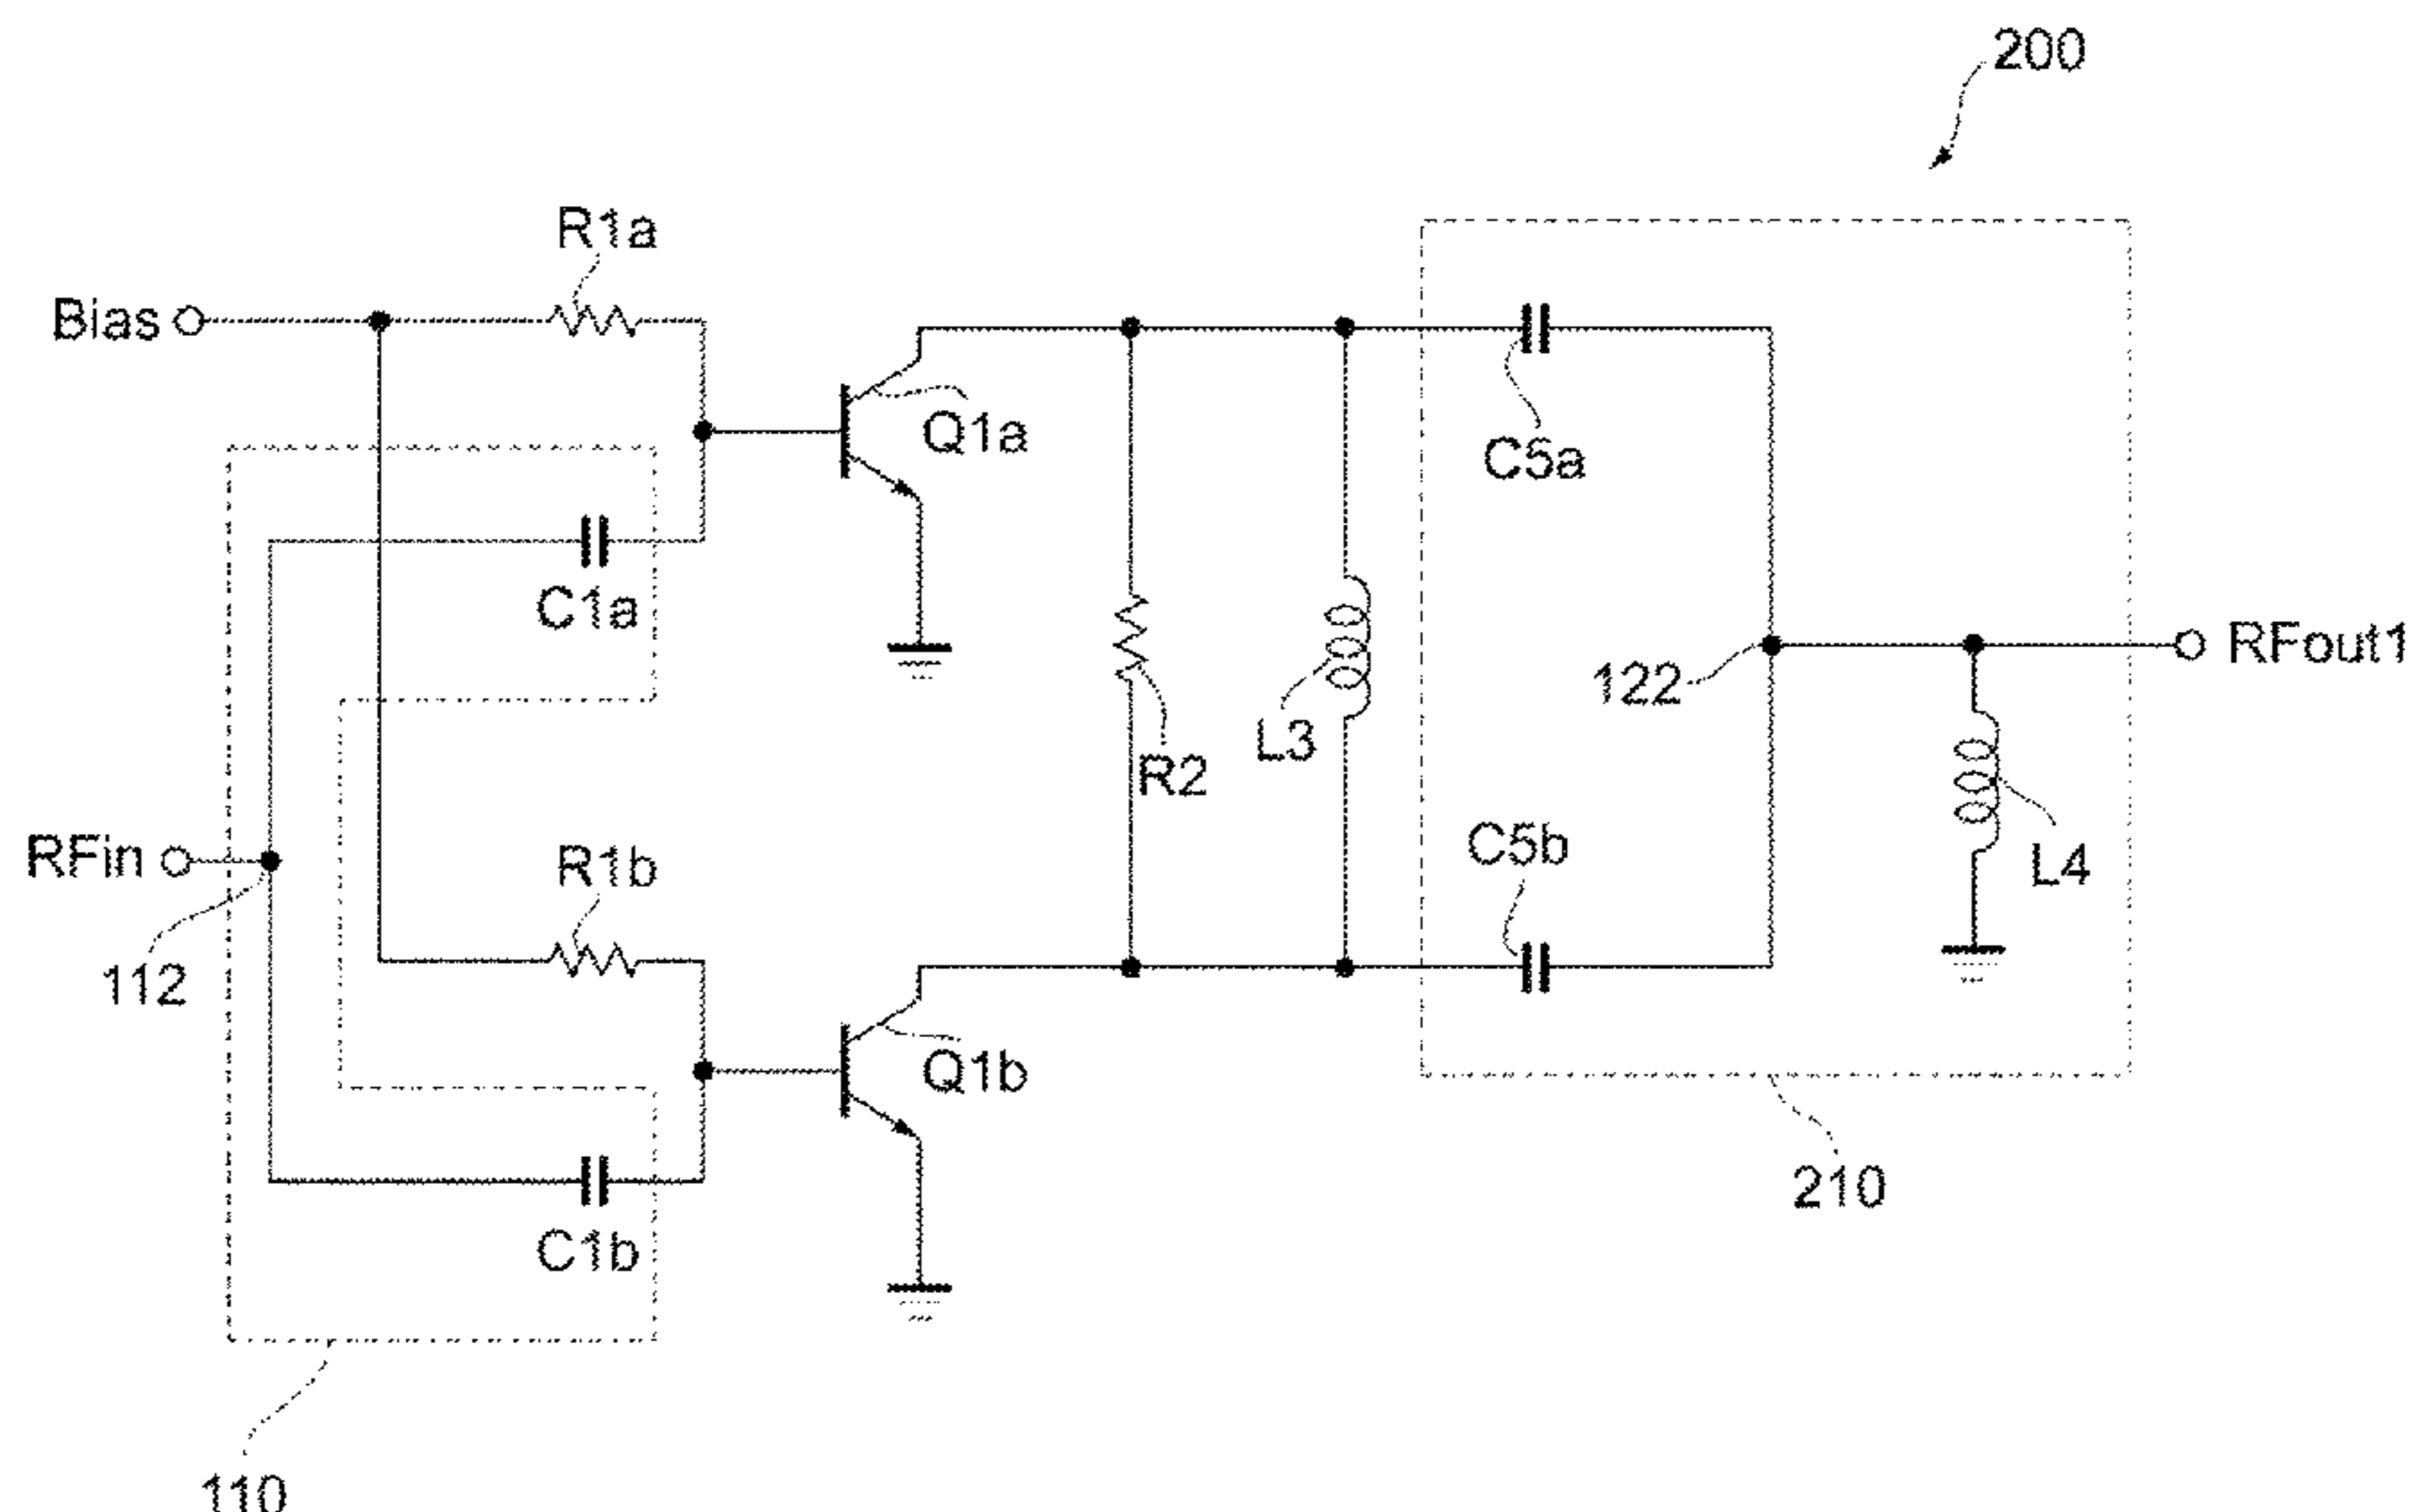 200
R1a
Bias
Q1a
C5a
C1a
122
RFout1
L3
R2
RFin
R1b
C5b
L4
112
Q1b
210
C1b
110